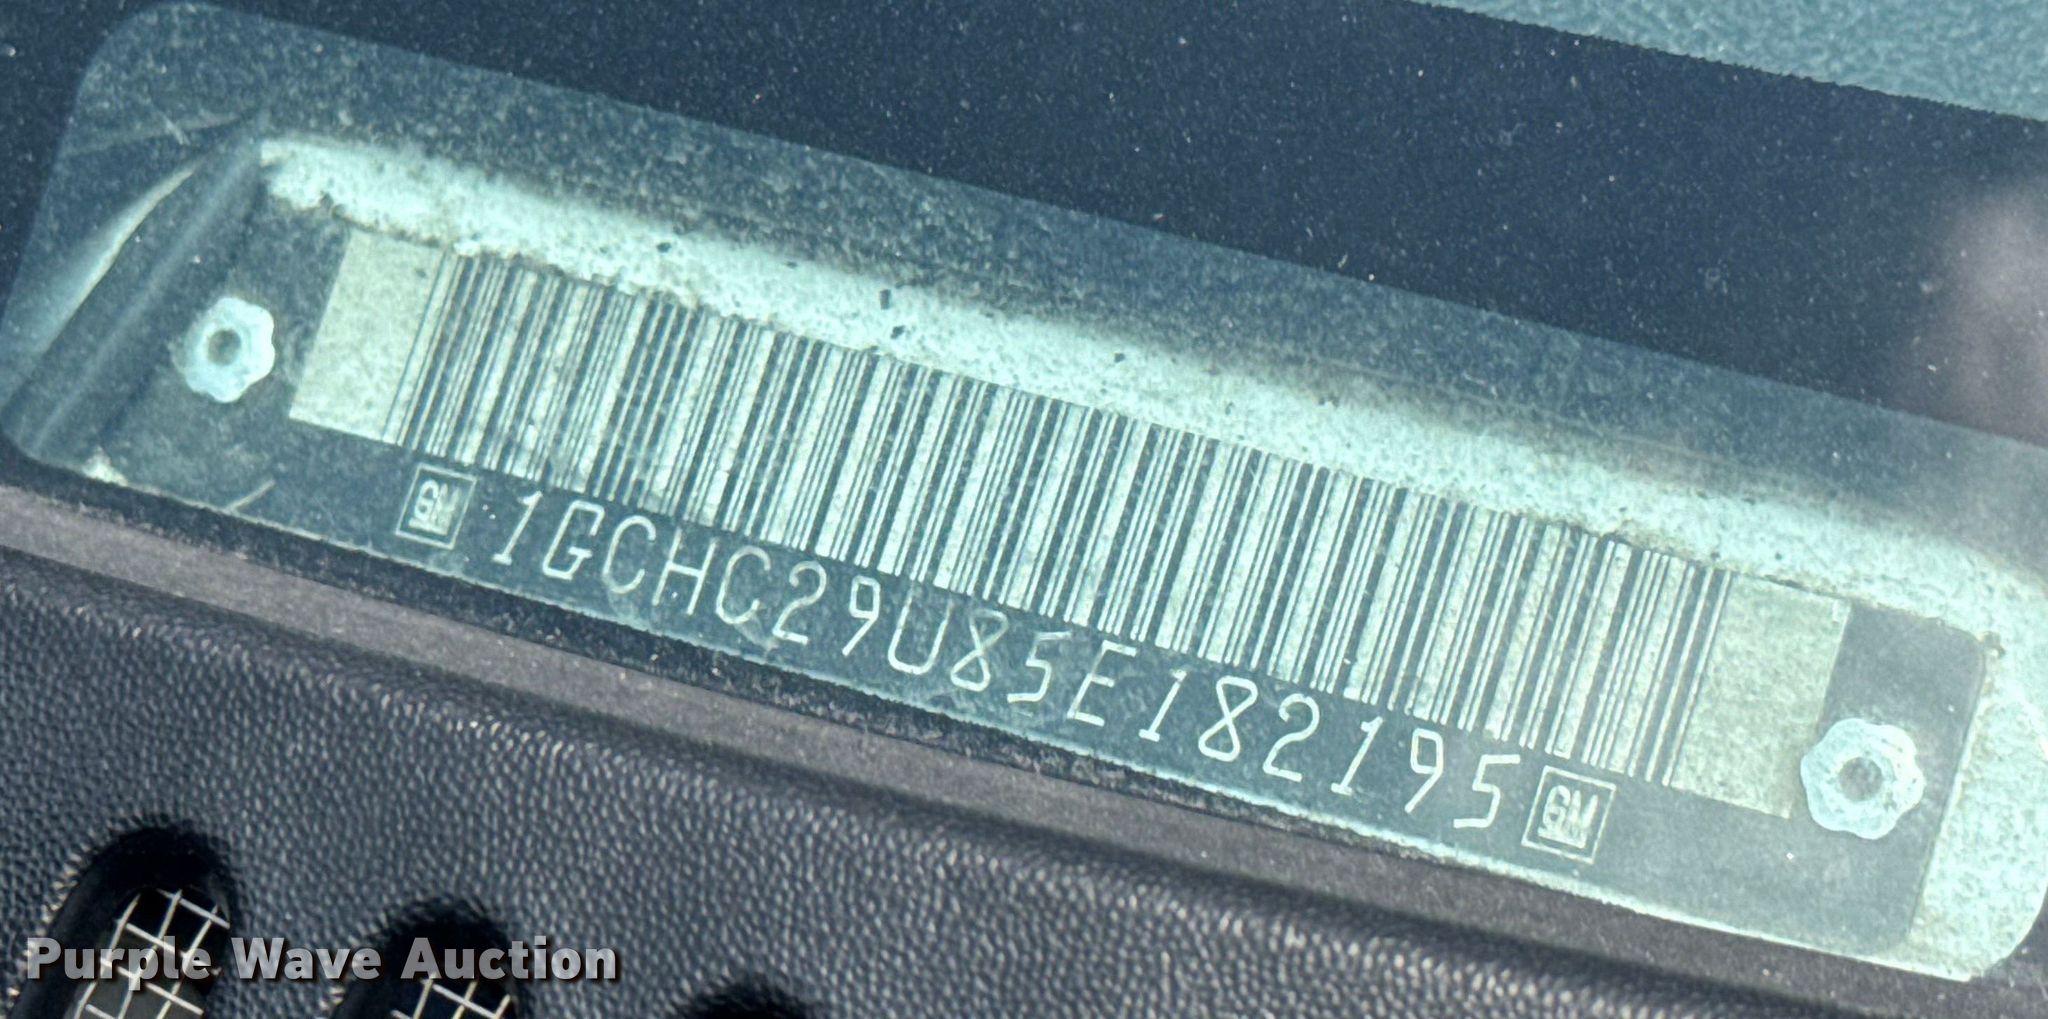 GM 1GCHC29U85E182195 GM
Purple Wave Auction